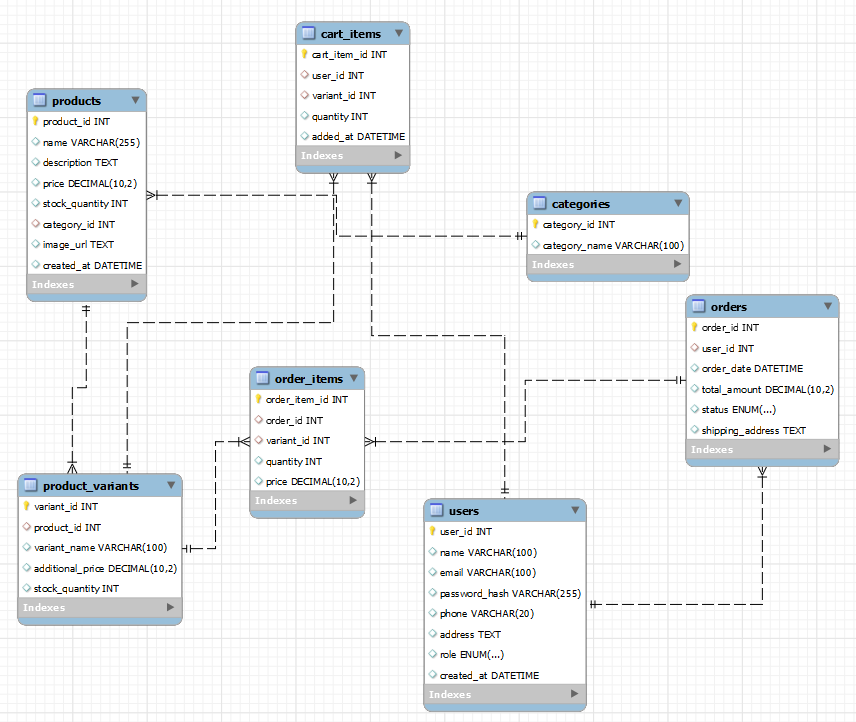 cart_items
cart_item_id INT
user_id INT
variant_id INT
quantity INT
added_at DATETIME
Indexes
products
product_id INT
name VARCHAR(255)
description TEXT
price DECIMAL(10,2)
stock_quantity INT
category_id INT
image_url TEXT
created_at DATETIME
Indexes
categories
category_id INT
category_name VARCHAR(100)
Indexes
orders
order_id INT
user_id INT
order_date DATETIME
total_amount DECIMAL(10,2)
status ENUM(...)
shipping_address TEXT
Indexes
order_items
order_item_id INT
order_id INT
variant_id INT
quantity INT
price DECIMAL(10,2)
Indexes
product_variants
variant_id INT
product_id INT
variant_name VARCHAR(100)
additional_price DECIMAL(10,2)
stock_quantity INT
Indexes
users
user_id INT
name VARCHAR(100)
email VARCHAR(100)
password_hash VARCHAR(255)
phone VARCHAR(20)
address TEXT
role ENUM(...)
created_at DATETIME
Indexes